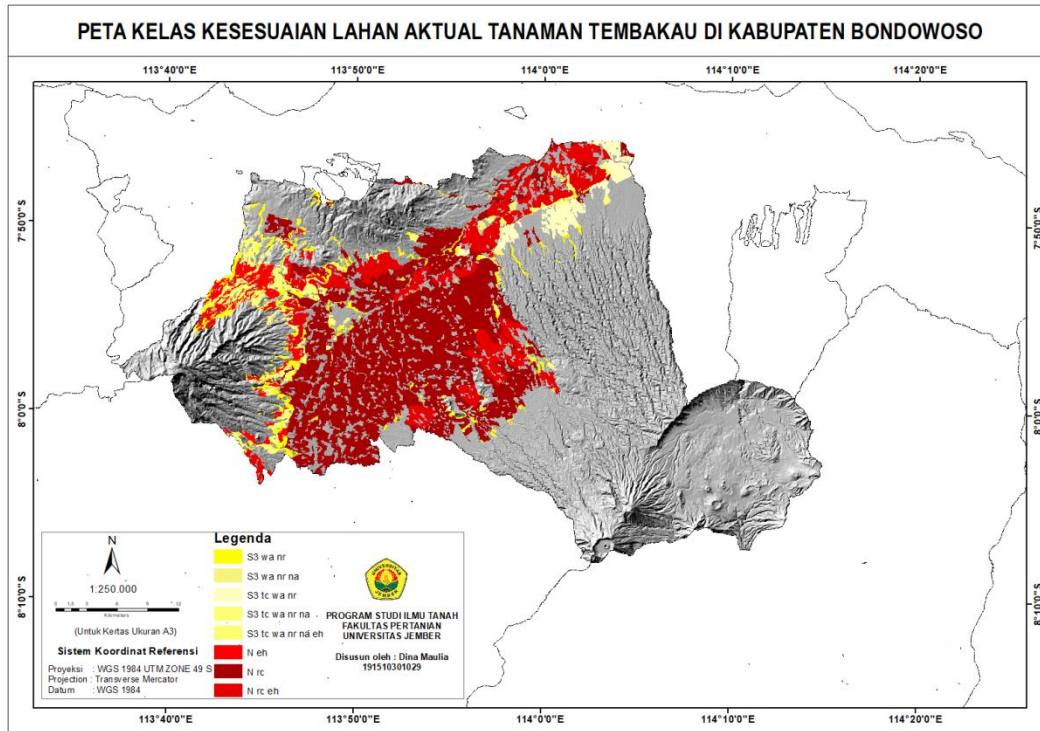 PETA KELAS KESESUAIAN LAHAN AKTUAL TANAMAN TEMBAKAU DI KABUPATEN BONDOWOSO
113°40'0"E 113°50'0"E 114°0'0"E 114°10'0"E 114°20'0"E
7°50'0"S 7°50'0"S
8°0'0"S 8°0'0"S
8°10'0"S 8°10'0"S
N
1:250.000
Kilometers
(Untuk Kertas Ukuran A3)
Sistem Koordinat Referensi
Proyeksi : WGS 1984 UTM ZONE 49 S
Projection : Transverse Mercator
Datum : WGS 1984
Legenda
S3 wa nr
S3 wa nr na
S3 tc wa nr
S3 tc wa nr na
S3 tc wa nr na eh
N eh
N rc
N rc eh
UNIVERSITAS
JEMBER
PROGRAM STUDI ILMU TANAH
FAKULTAS PERTANIAN
UNIVERSITAS JEMBER
Disusun oleh : Dina Maulia
191510301029
113°40'0"E 113°50'0"E 114°0'0"E 114°10'0"E 114°20'0"E